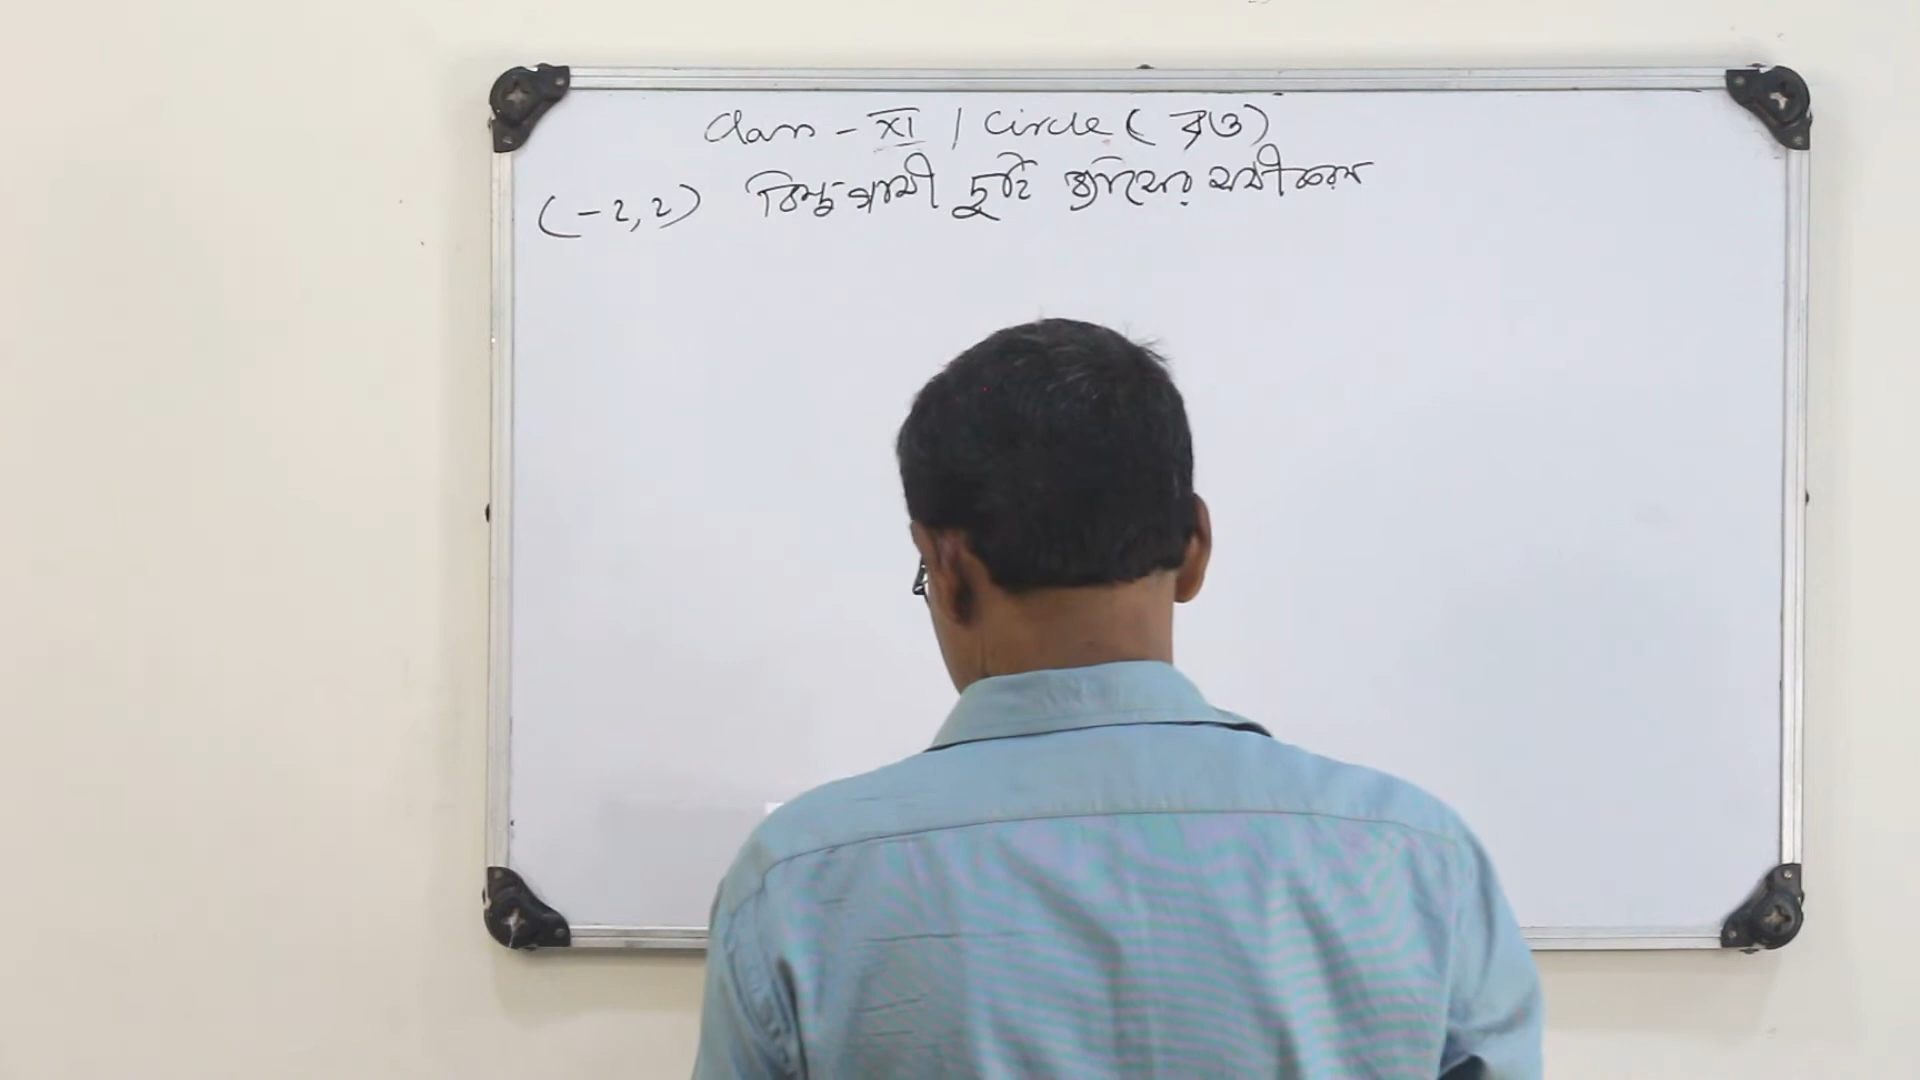 Class - XI / Circle ( বৃত্ত )
(-2, 2) বিন্দুগামী দুটি ব্যাসের সমীকরণ